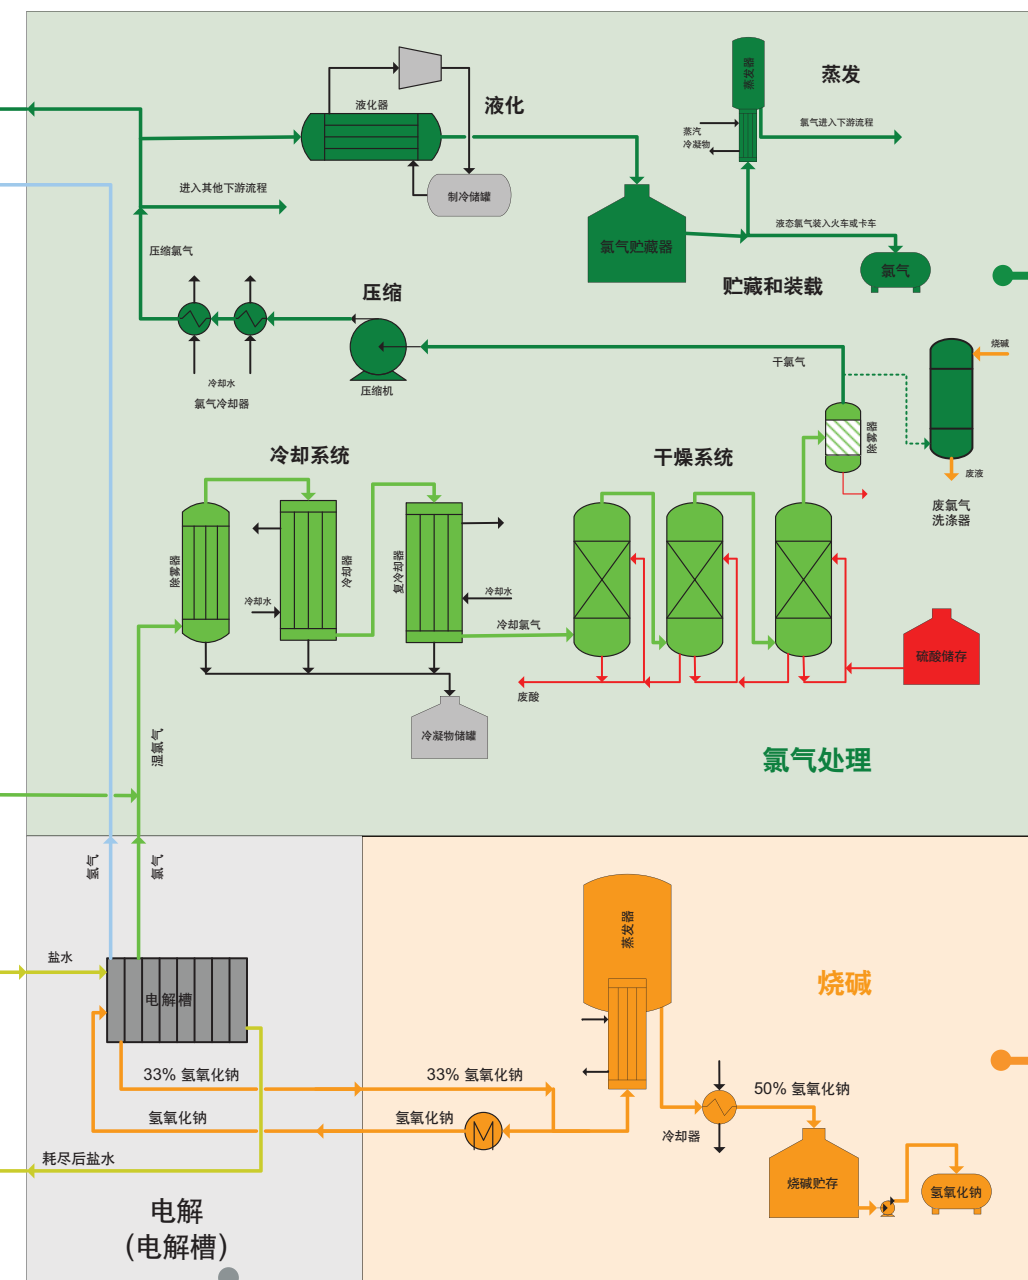 蒸发器
蒸发
液化器
液化
氯气进入下游流程
蒸汽
冷凝物
进入其他下游流程
制冷储罐
液态氯气装入火车或卡车
压缩氯气
氯气贮藏器
氯气
压缩
贮藏和装载
烧碱
干氯气
冷却水
压缩机
氯气冷却器
除雾器
冷却系统
干燥系统
废液
废氯气
洗涤器
除雾器
冷却器
复冷却器
冷却水
冷却水
冷却氯气
硫酸储存
废酸
冷凝物储罐
湿氯气
氯气处理
氢气
氯气
蒸发器
盐水
烧碱
电解槽
33% 氢氧化钠
33% 氢氧化钠
50% 氢氧化钠
氢氧化钠
氢氧化钠
冷却器
耗尽后盐水
烧碱贮存
氢氧化钠
电解
(电解槽)